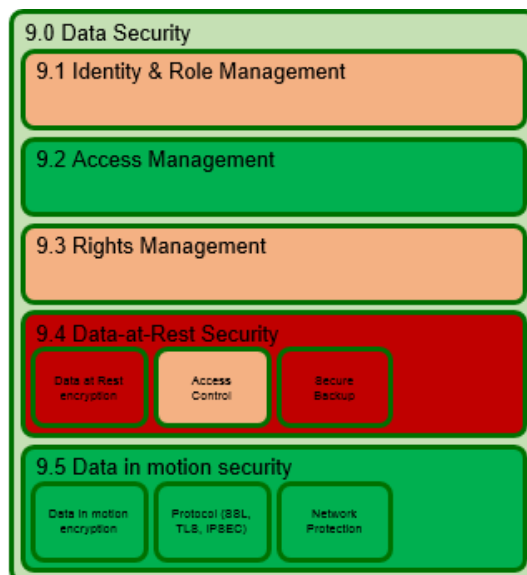 9.0 Data Security
9.1 Identity & Role Management
9.2 Access Management
9.3 Rights Management
9.4 Data-at-Rest Security
Data at Rest
encryption
Access
Control
Secure
Backup
9.5 Data in motion security
Data in motion
encryption
Protocol (SSL,
TLS, IPSEC)
Network
Protection